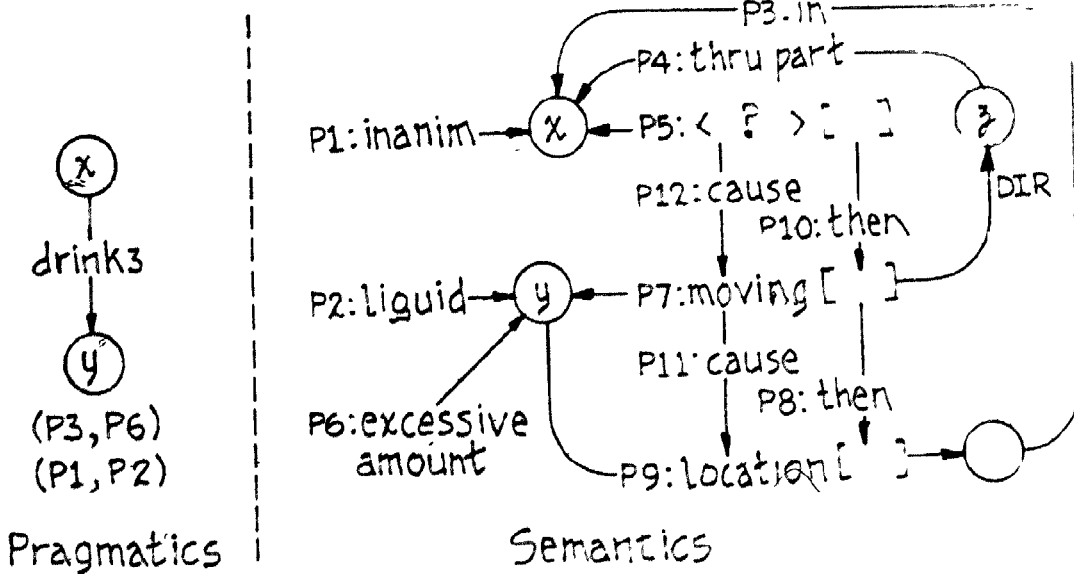 P3.in
P4:thru part
P1:inanim x P5:< ? >[ ] z
x
P12:cause DIR
P10:then
drink3
P2:liquid y P7:moving[ ]
P11 cause
y
P8:then
(P3,P6) P6:excessive
(P1,P2) amount P9:location[ ]
Pragmatics Semantics